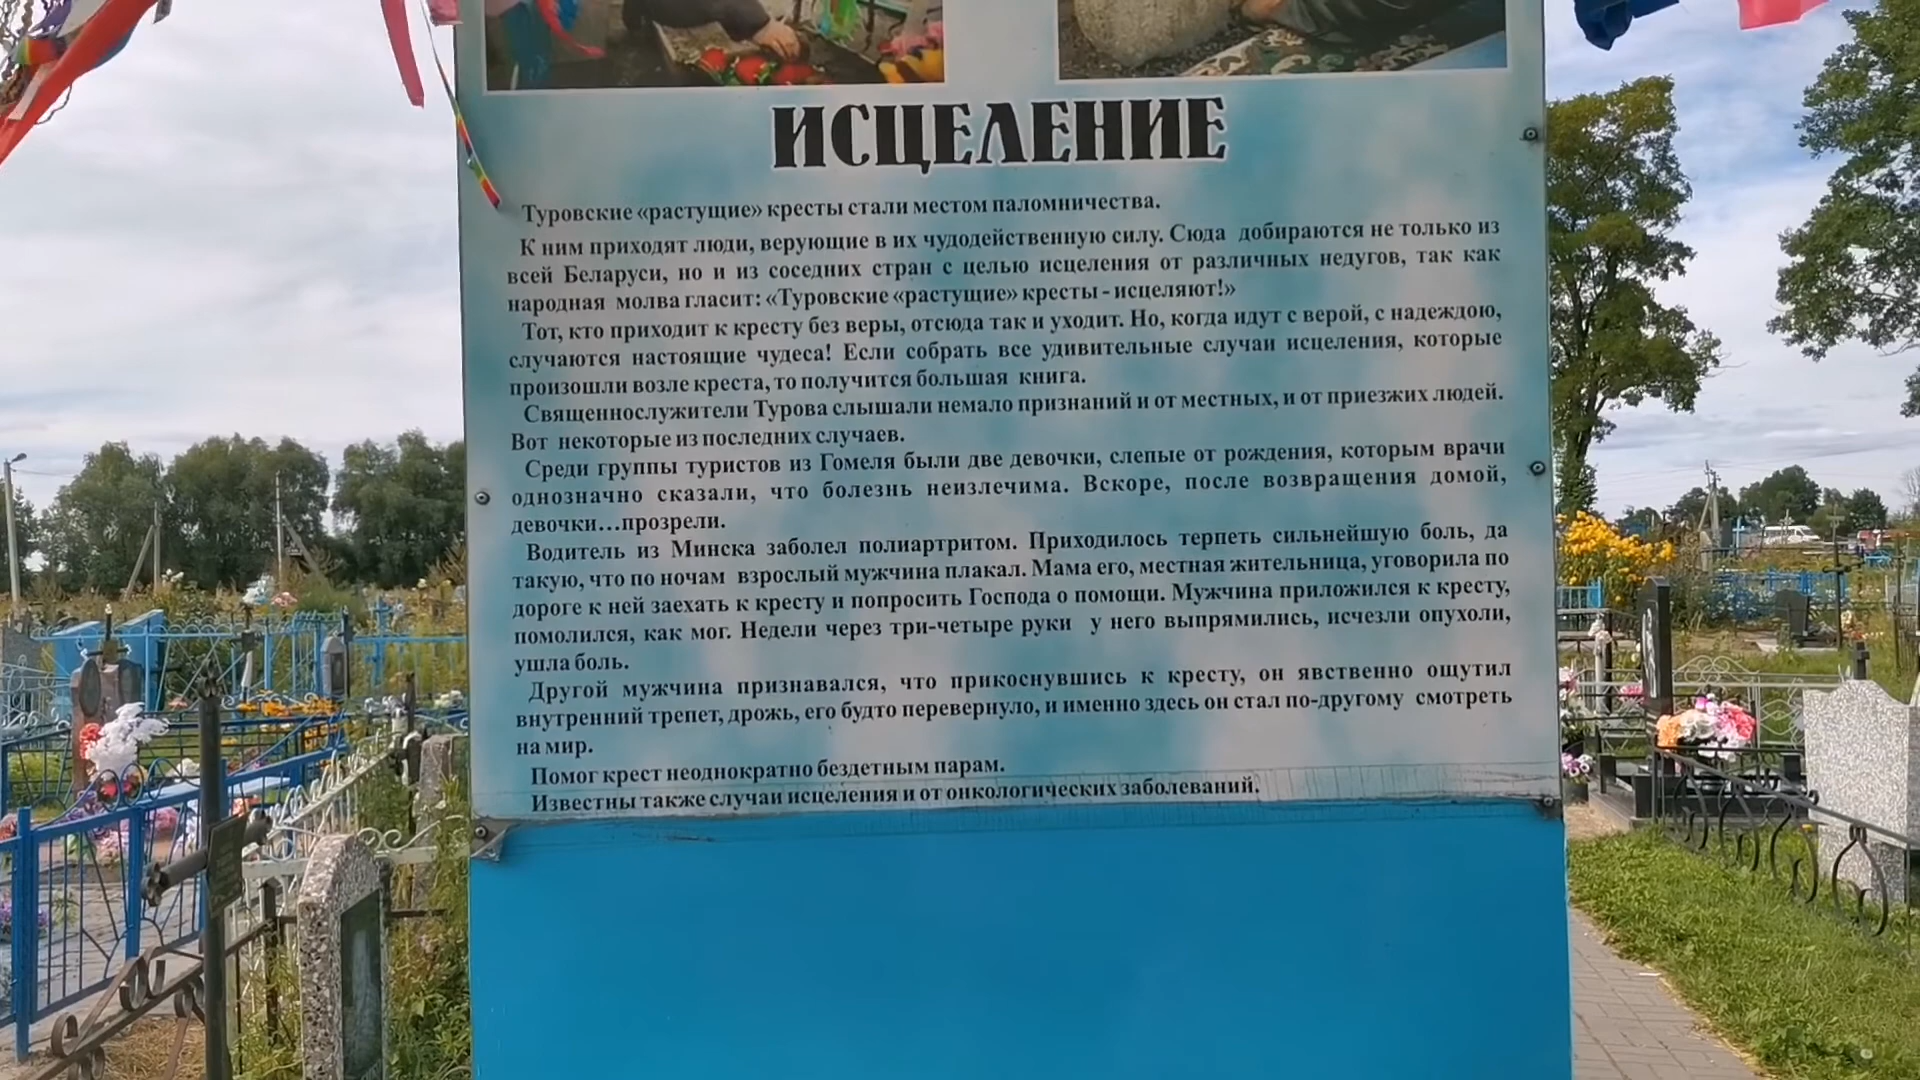 ИСЦЕЛЕНИЕ
Туровские «растущие» кресты стали местом паломничества.
К ним приходят люди, верующие в их чудодейственную силу. Сюда добираются не только из
всей Беларуси, но и из соседних стран с целью исцеления от различных недугов, так как
народная молва гласит: «Туровские «растущие» кресты - исцеляют!»
Тот, кто приходит к кресту без веры, отсюда так и уходит. Но, когда идут с верой, с надеждою,
случаются настоящие чудеса! Если собрать все удивительные случаи исцеления, которые
произошли возле креста, то получится большая книга.
Священнослужители Турова слышали немало признаний и от местных, и от приезжих людей.
Вот некоторые из последних случаев.
Среди группы туристов из Гомеля были две девочки, слепые от рождения, которым врачи
однозначно сказали, что болезнь неизлечима. Вскоре, после возвращения домой,
девочки...прозрели.
Водитель из Минска заболел полиартритом. Приходилось терпеть сильнейшую боль, да
такую, что по ночам взрослый мужчина плакал. Мама его, местная жительница, уговорила по
дороге к ней заехать к кресту и попросить Господа о помощи. Мужчина приложился к кресту,
помолился, как мог. Недели через три-четыре руки у него выпрямились, исчезли опухоли,
ушла боль.
Другой мужчина признавался, что прикоснувшись к кресту, он явственно ощутил
внутренний трепет, дрожь, его будто перевернуло, и именно здесь он стал по-другому смотреть
на мир.
Помог крест неоднократно бездетным парам.
Известны также случаи исцеления и от онкологических заболеваний.